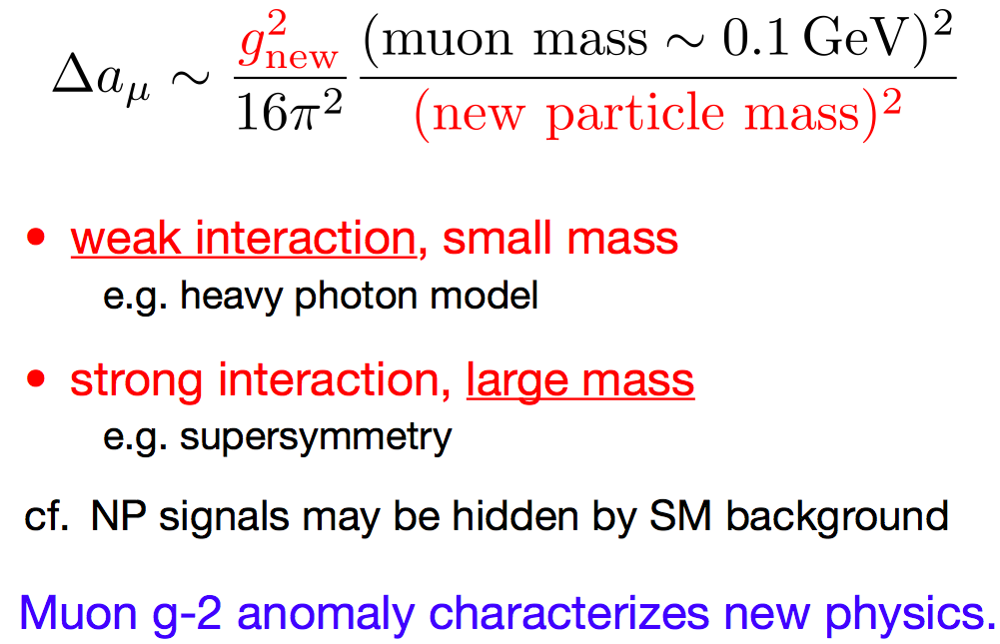 Δa_μ ~ g²_new / 16π² (muon mass ~ 0.1 GeV)² / (new particle mass)²
• weak interaction, small mass
e.g. heavy photon model
• strong interaction, large mass
e.g. supersymmetry
cf. NP signals may be hidden by SM background
Muon g-2 anomaly characterizes new physics.